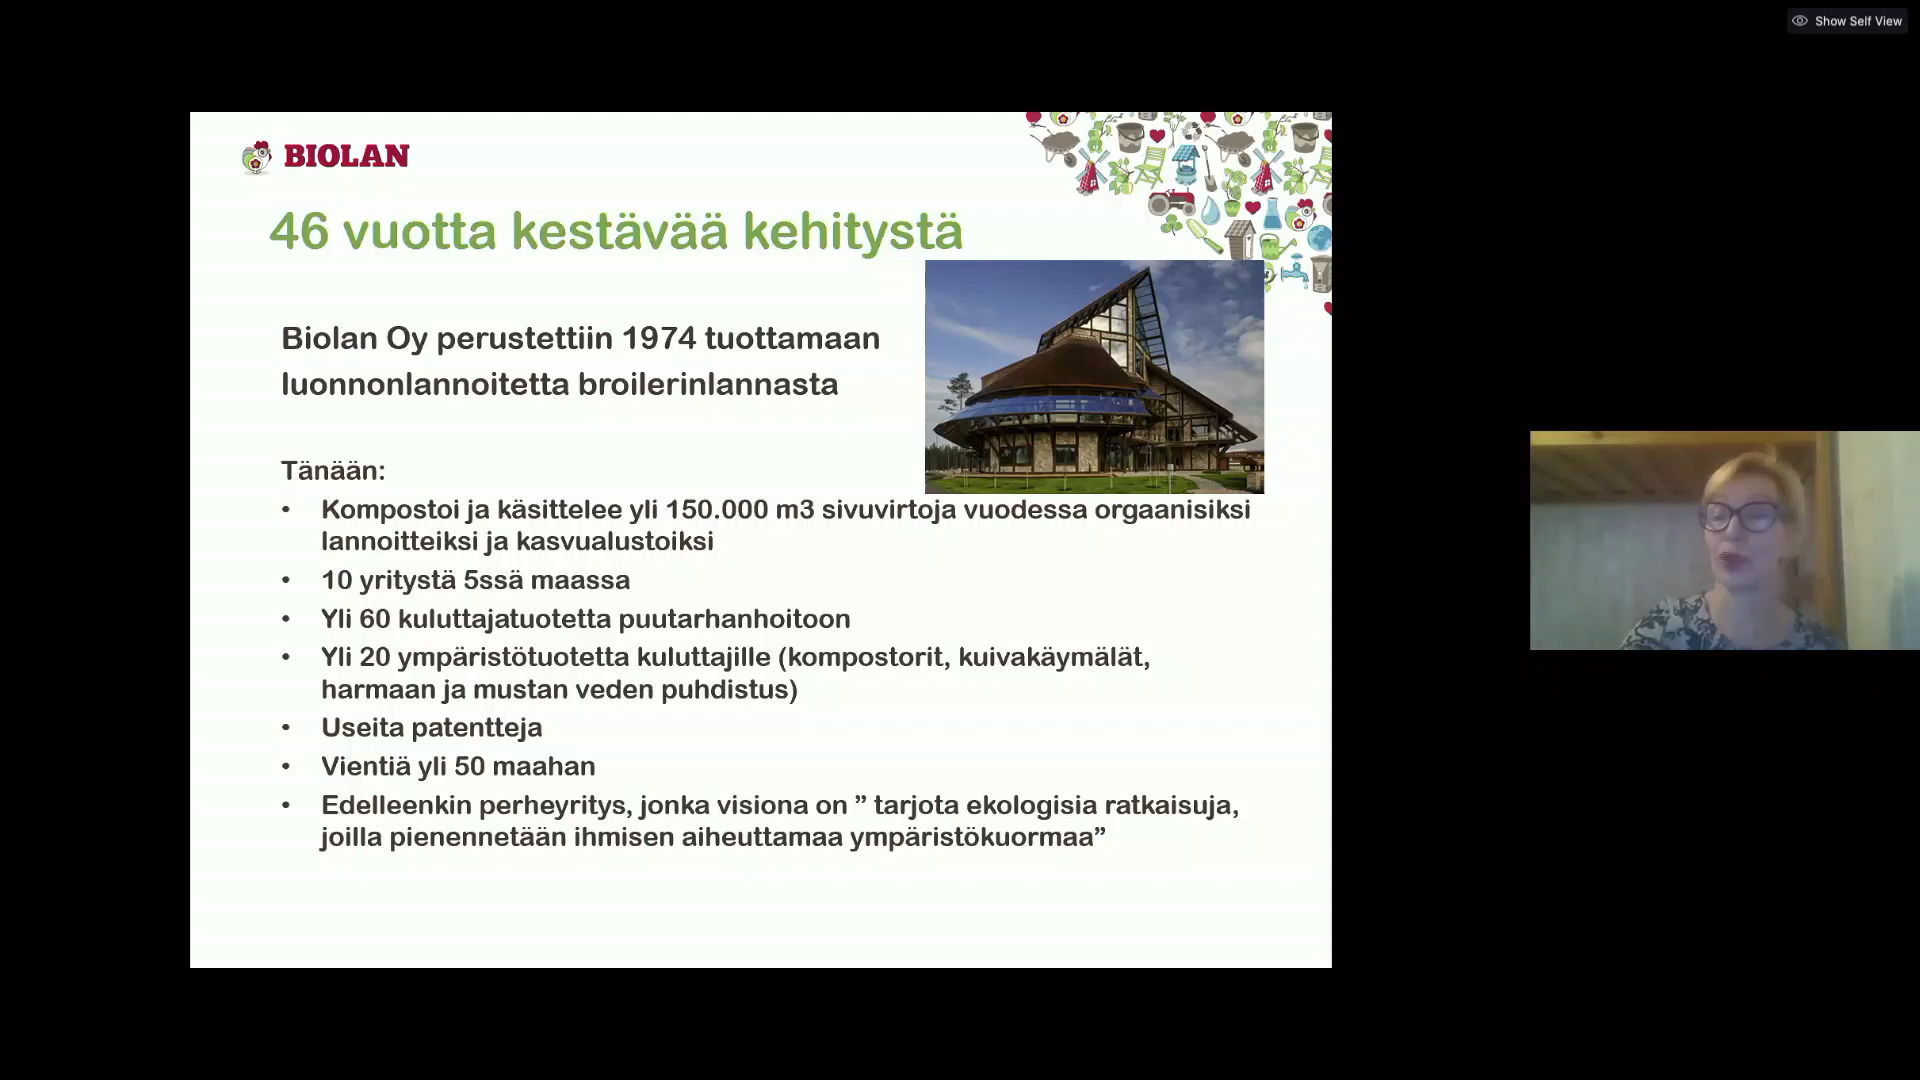 Show Self View
BIOLAN
46 vuotta kestävää kehitystä
Biolan Oy perustettiin 1974 tuottamaan
luonnonlannoitetta broilerinlannasta
Tänään:
• Kompostoi ja käsittelee yli 150.000 m3 sivuvirtoja vuodessa orgaanisiksi
lannoitteiksi ja kasvualustoiksi
• 10 yritystä 5ssä maassa
• Yli 60 kuluttajatuotetta puutarhanhoitoon
• Yli 20 ympäristötuotetta kuluttajille (kompostorit, kuivakäymälät,
harmaan ja mustan veden puhdistus)
• Useita patentteja
• Vientiä yli 50 maahan
• Edelleenkin perheyritys, jonka visiona on ” tarjota ekologisia ratkaisuja,
joilla pienennetään ihmisen aiheuttamaa ympäristökuormaa”